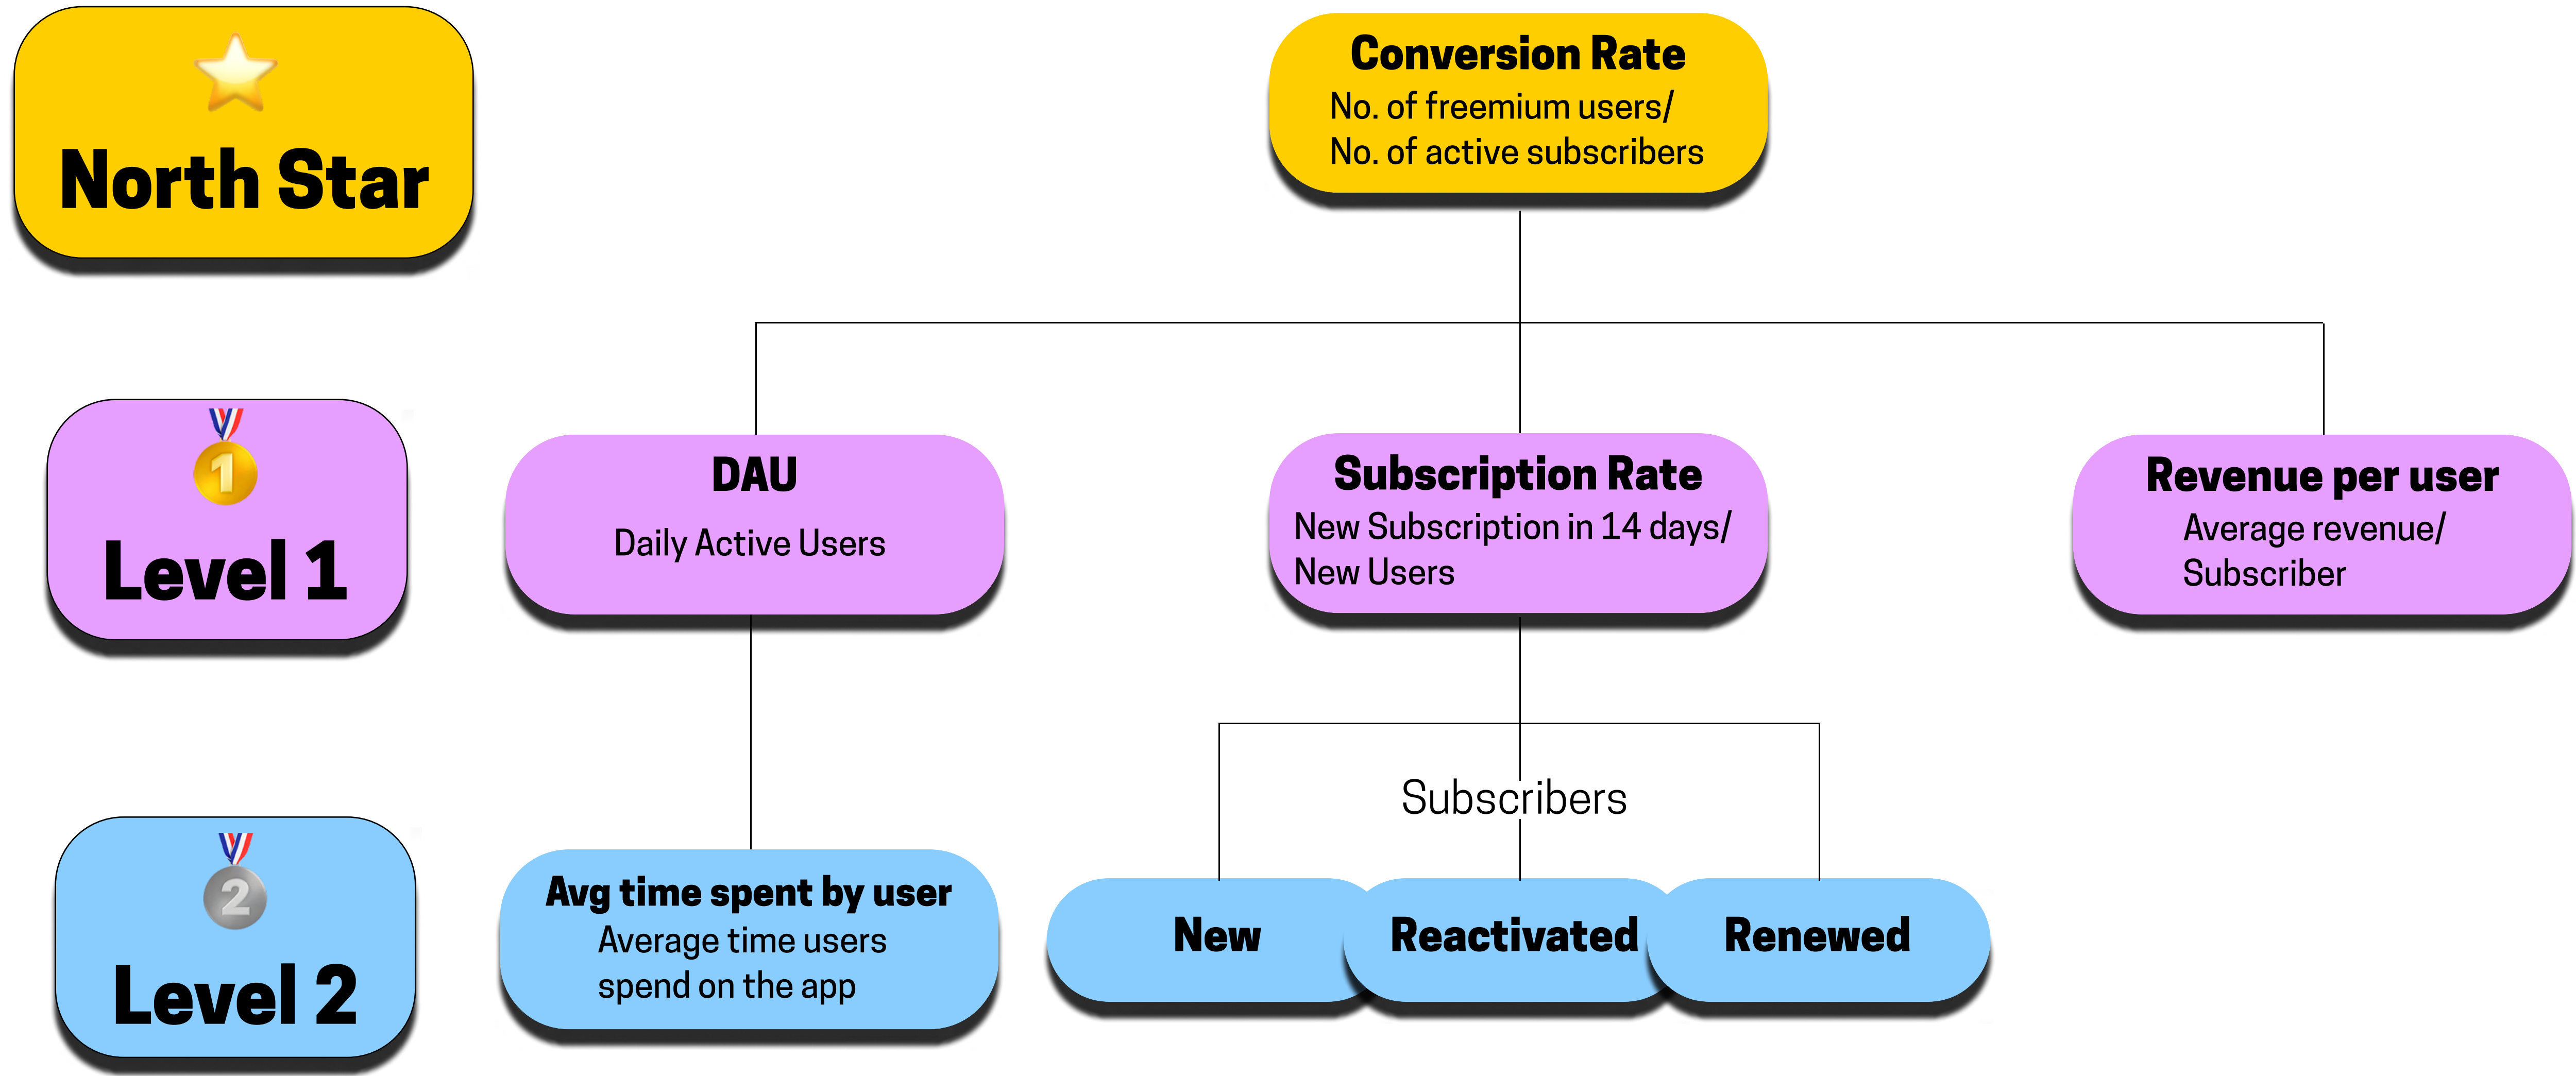 North Star
Conversion Rate
No. of freemium users/
No. of active subscribers
1
Level 1
DAU
Daily Active Users
Subscription Rate
New Subscription in 14 days/
New Users
Revenue per user
Average revenue/
Subscriber
Subscribers
2
Level 2
Avg time spent by user
Average time users
spend on the app
New
Reactivated
Renewed